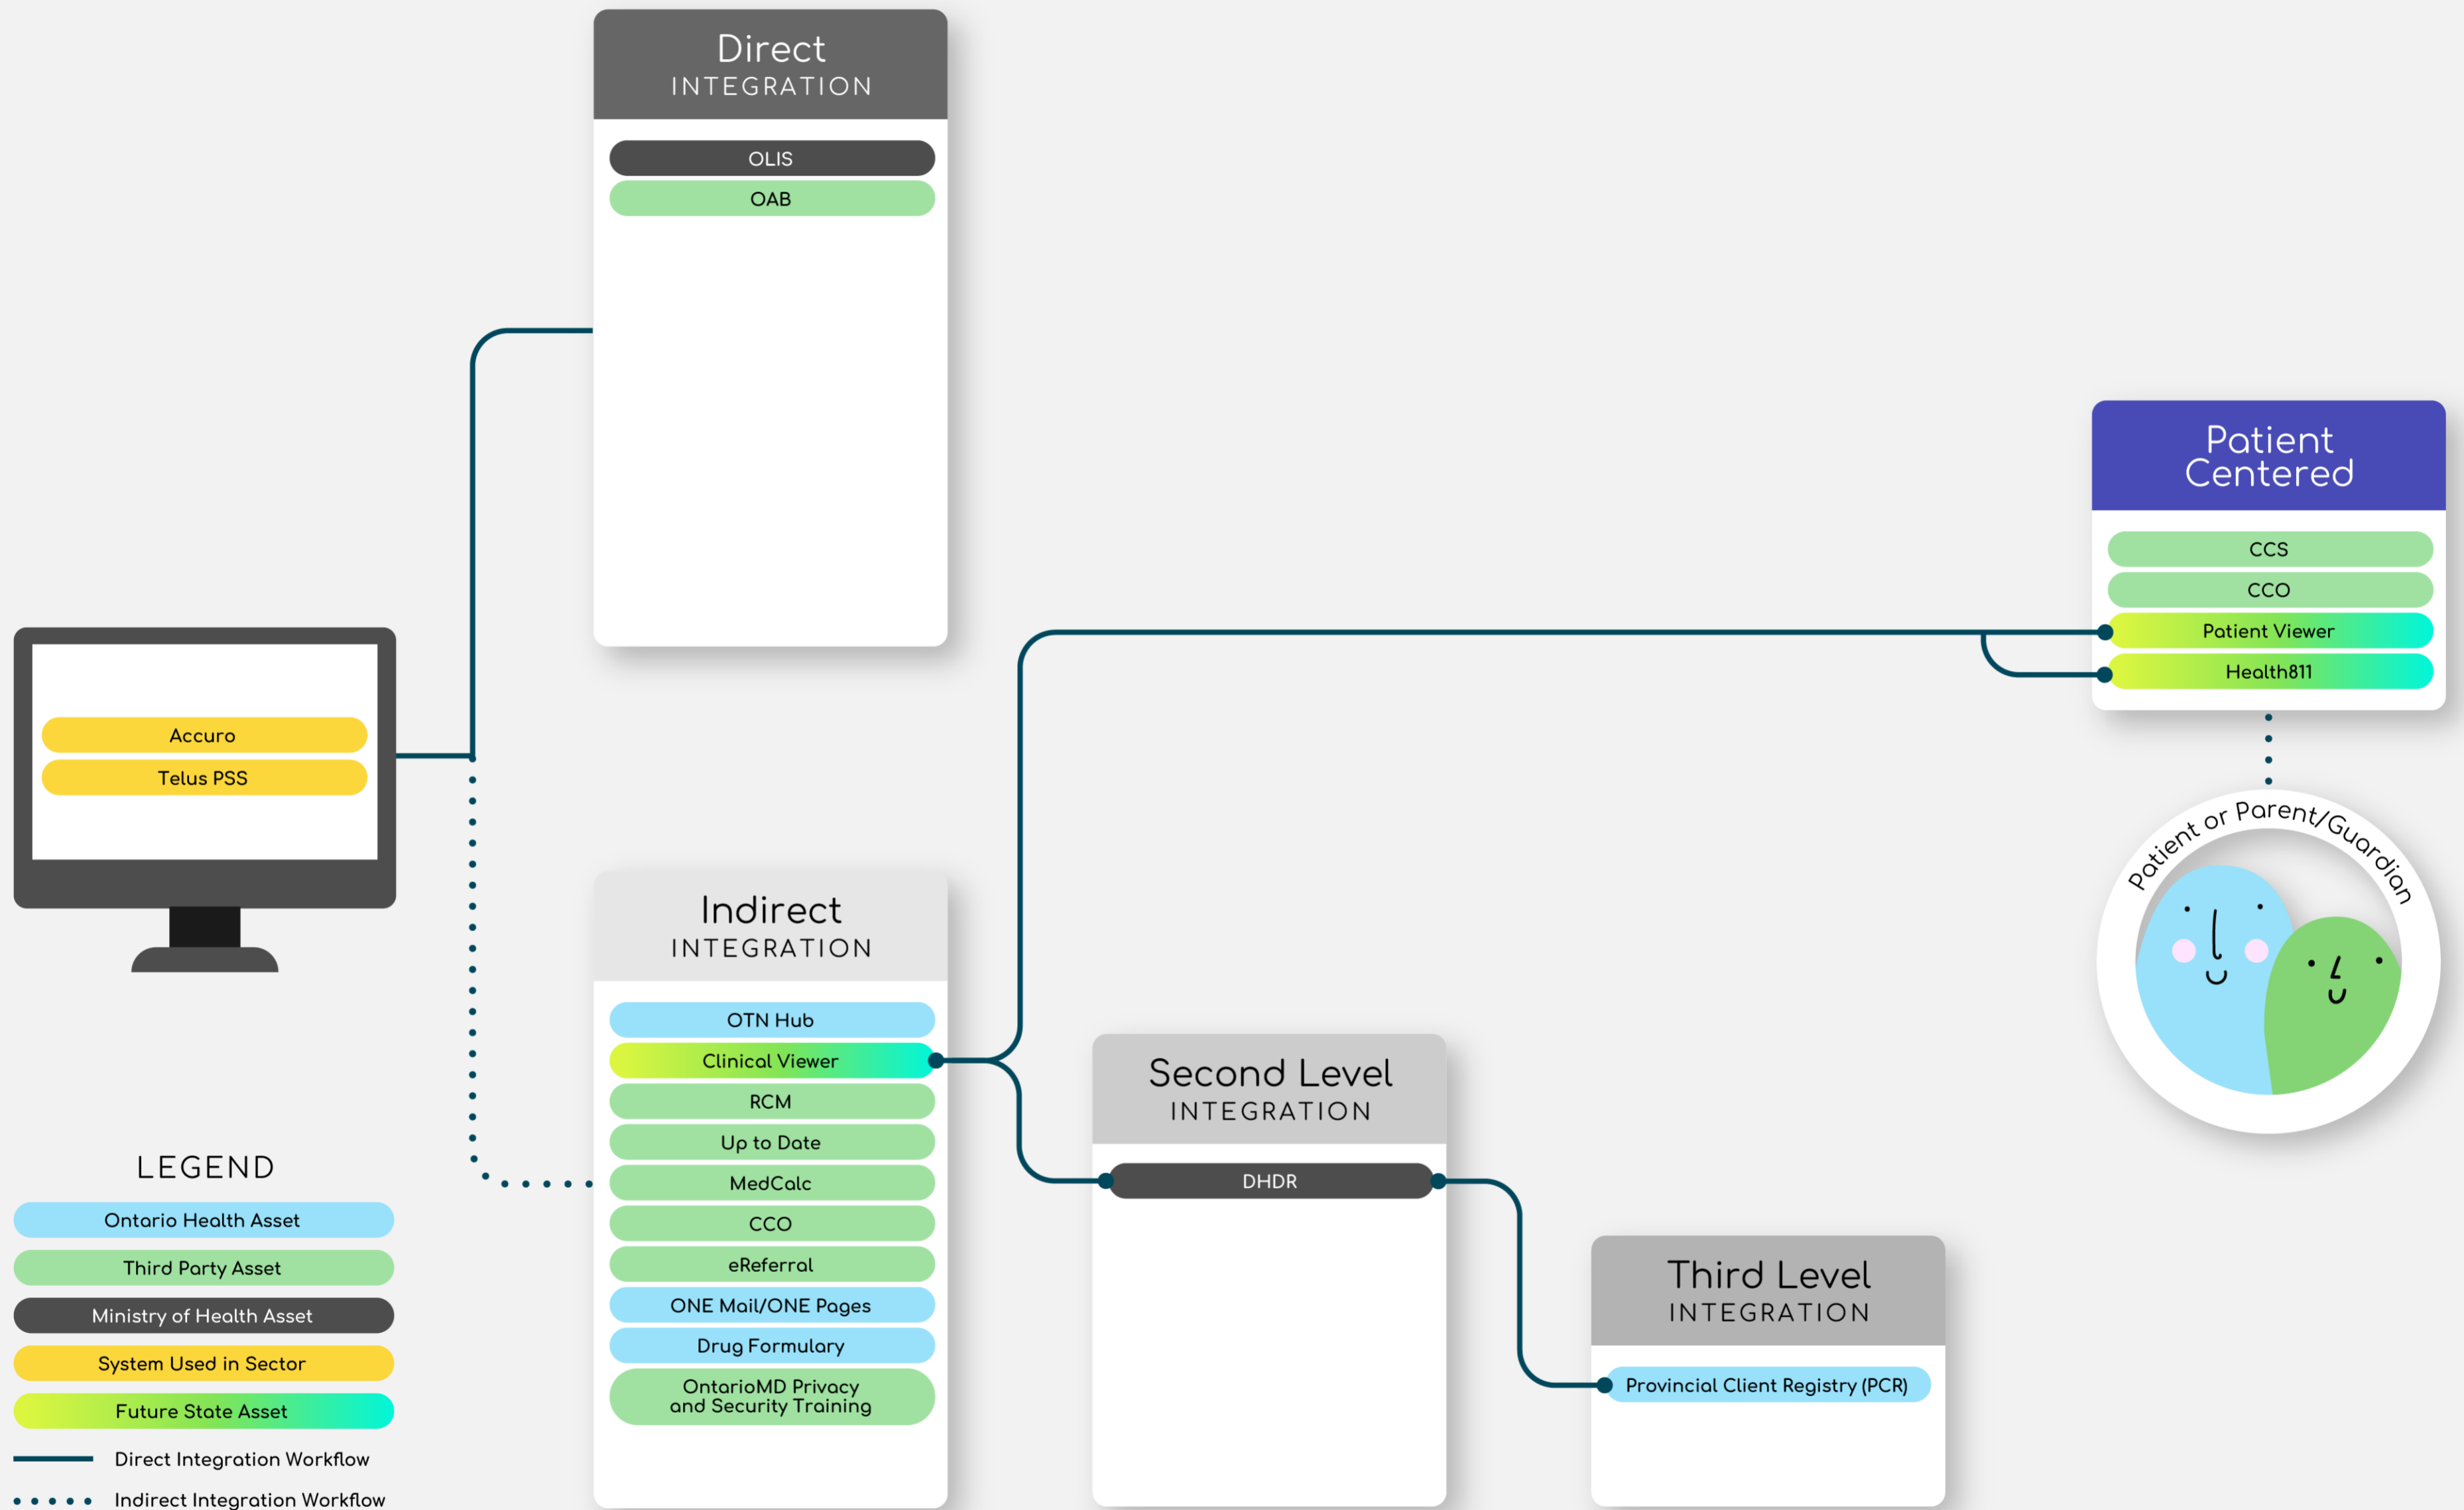 Direct
INTEGRATION
OLIS
OAB
Patient
Centered
CCS
CCO
Patient Viewer
Health811
Patient or Parent/Guardian
Accuro
Telus PSS
Indirect
INTEGRATION
OTN Hub
Clinical Viewer
RCM
Up to Date
MedCalc
CCO
eReferral
ONE Mail/ONE Pages
Drug Formulary
OntarioMD Privacy
and Security Training
Second Level
INTEGRATION
DHDR
Third Level
INTEGRATION
Provincial Client Registry (PCR)
LEGEND
Ontario Health Asset
Third Party Asset
Ministry of Health Asset
System Used in Sector
Future State Asset
Direct Integration Workflow
Indirect Integration Workflow